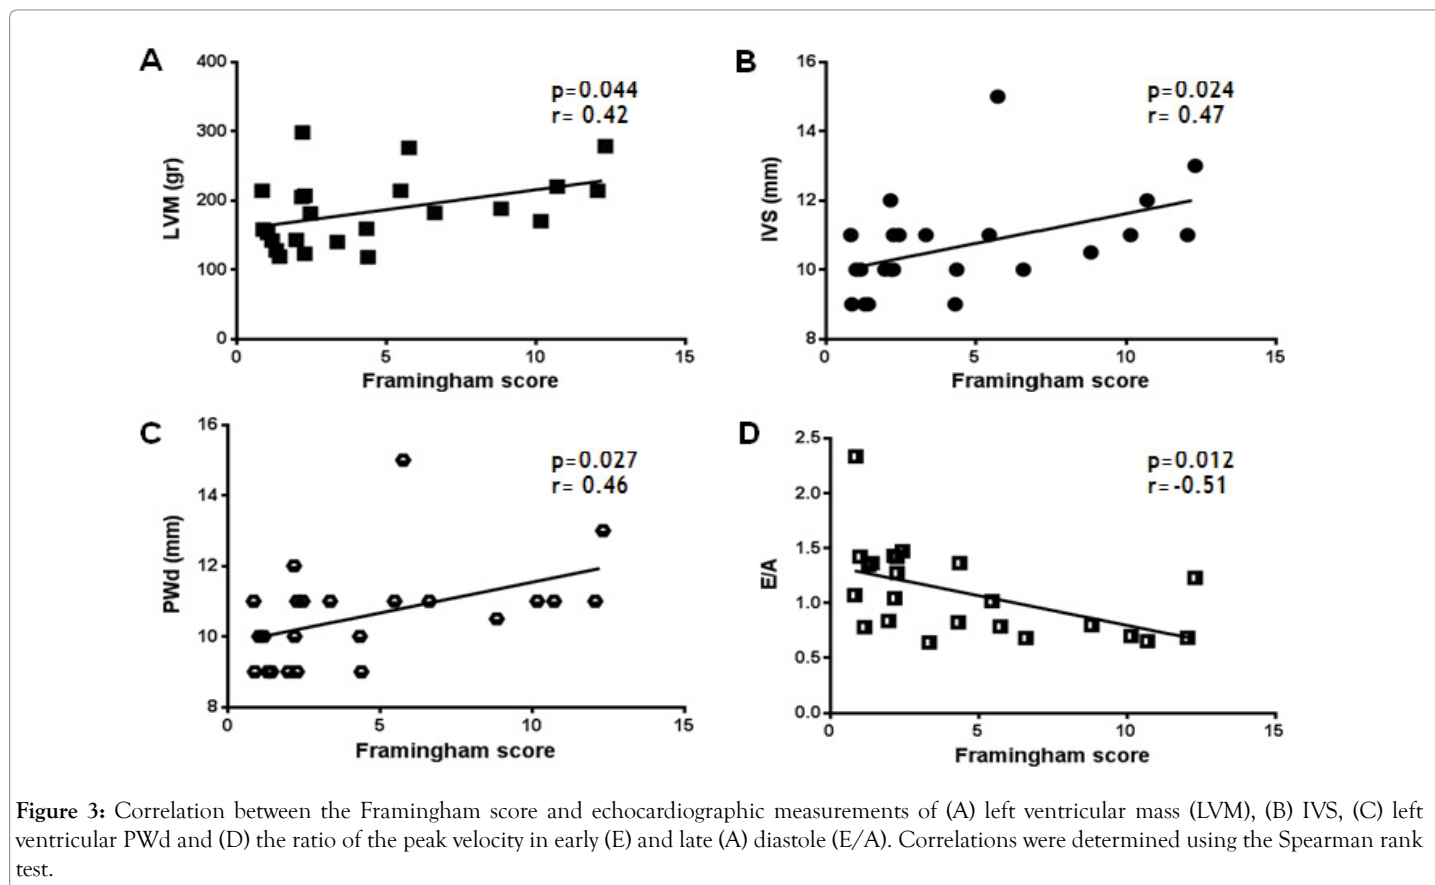 A
400
300
200
100
0
LVM (gr)
p=0.044
r= 0.42
0 5 10 15
Framingham score
B
16
14
12
10
8
IVS (mm)
p=0.024
r= 0.47
0 5 10 15
Framingham score
C
16
14
12
10
8
PWd (mm)
p=0.027
r= 0.46
0 5 10 15
Framingham score
D
2.5
2.0
1.5
1.0
0.5
0.0
E/A
p=0.012
r=-0.51
0 5 10 15
Framingham score
Figure 3: Correlation between the Framingham score and echocardiographic measurements of (A) left ventricular mass (LVM), (B) IVS, (C) left
ventricular PWd and (D) the ratio of the peak velocity in early (E) and late (A) diastole (E/A). Correlations were determined using the Spearman rank
test.